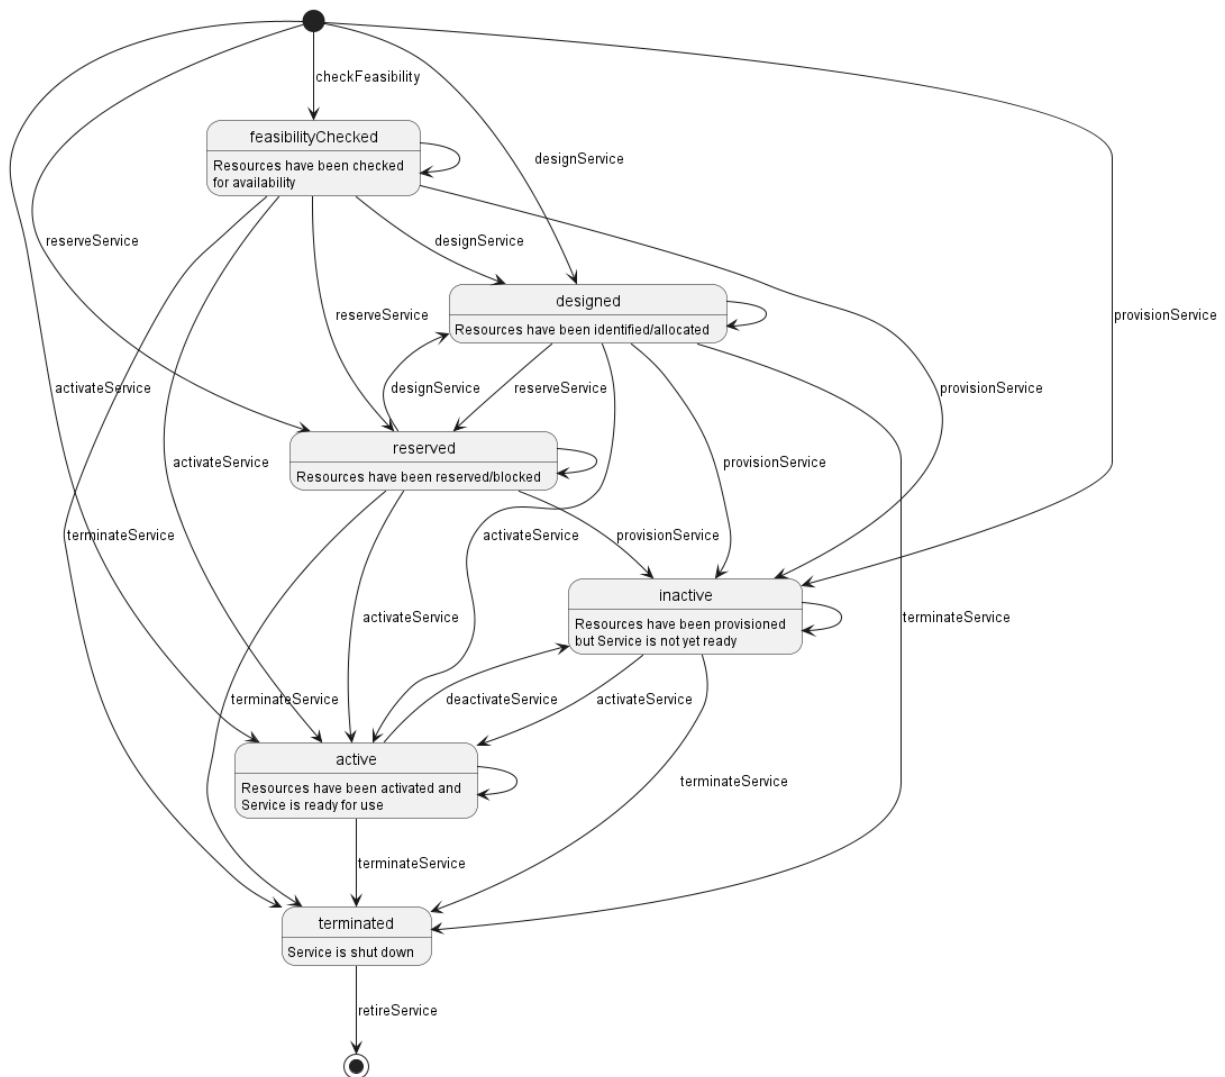 checkFeasibility
feasibilityChecked
Resources have been checked
for availability
designService
reserveService
designService
designed
reserveService
provisionService
Resources have been identified/allocated
activateService
designService
reserveService
provisionService
reserved
activateService
provisionService
Resources have been reserved/blocked
terminateService
activateService
provisionService
inactive
activateService
terminateService
Resources have been provisioned
but Service is not yet ready
terminateService
deactivateService
activateService
active
terminateService
Resources have been activated and
Service is ready for use
terminateService
terminated
Service is shut down
retireService